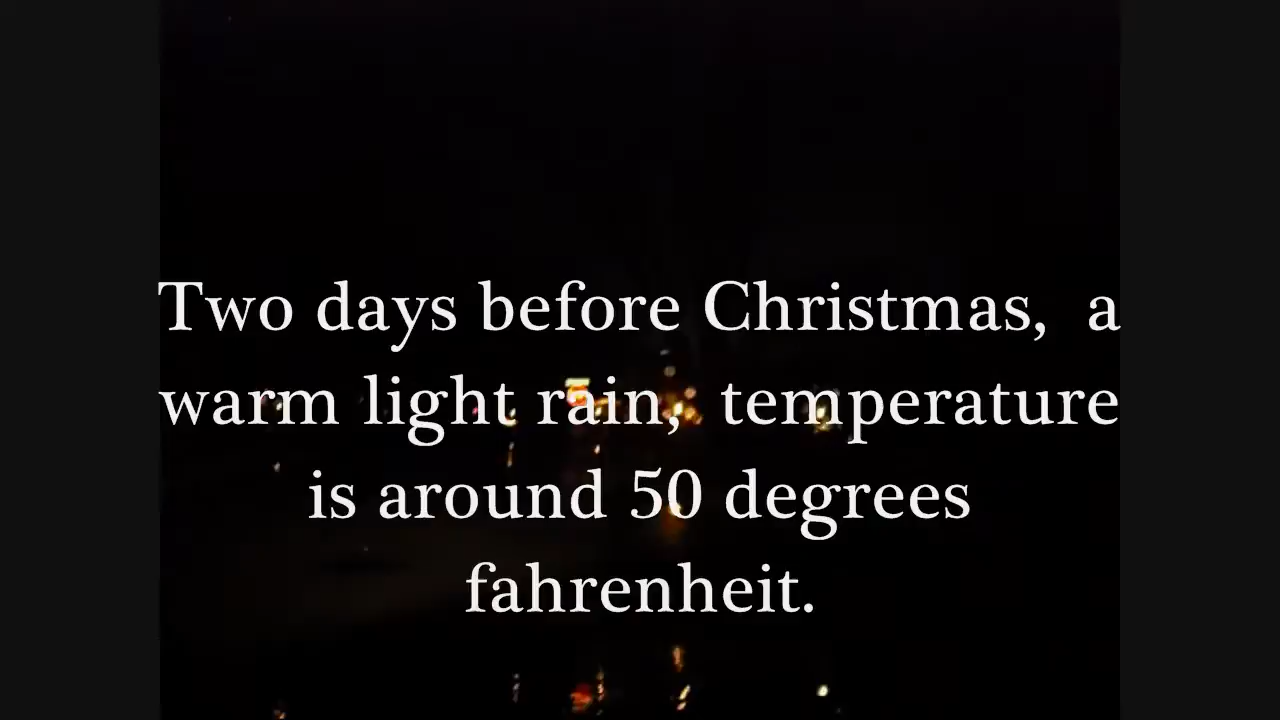 Two days before Christmas,  a
warm light rain,  temperature
is around 50 degrees
fahrenheit.